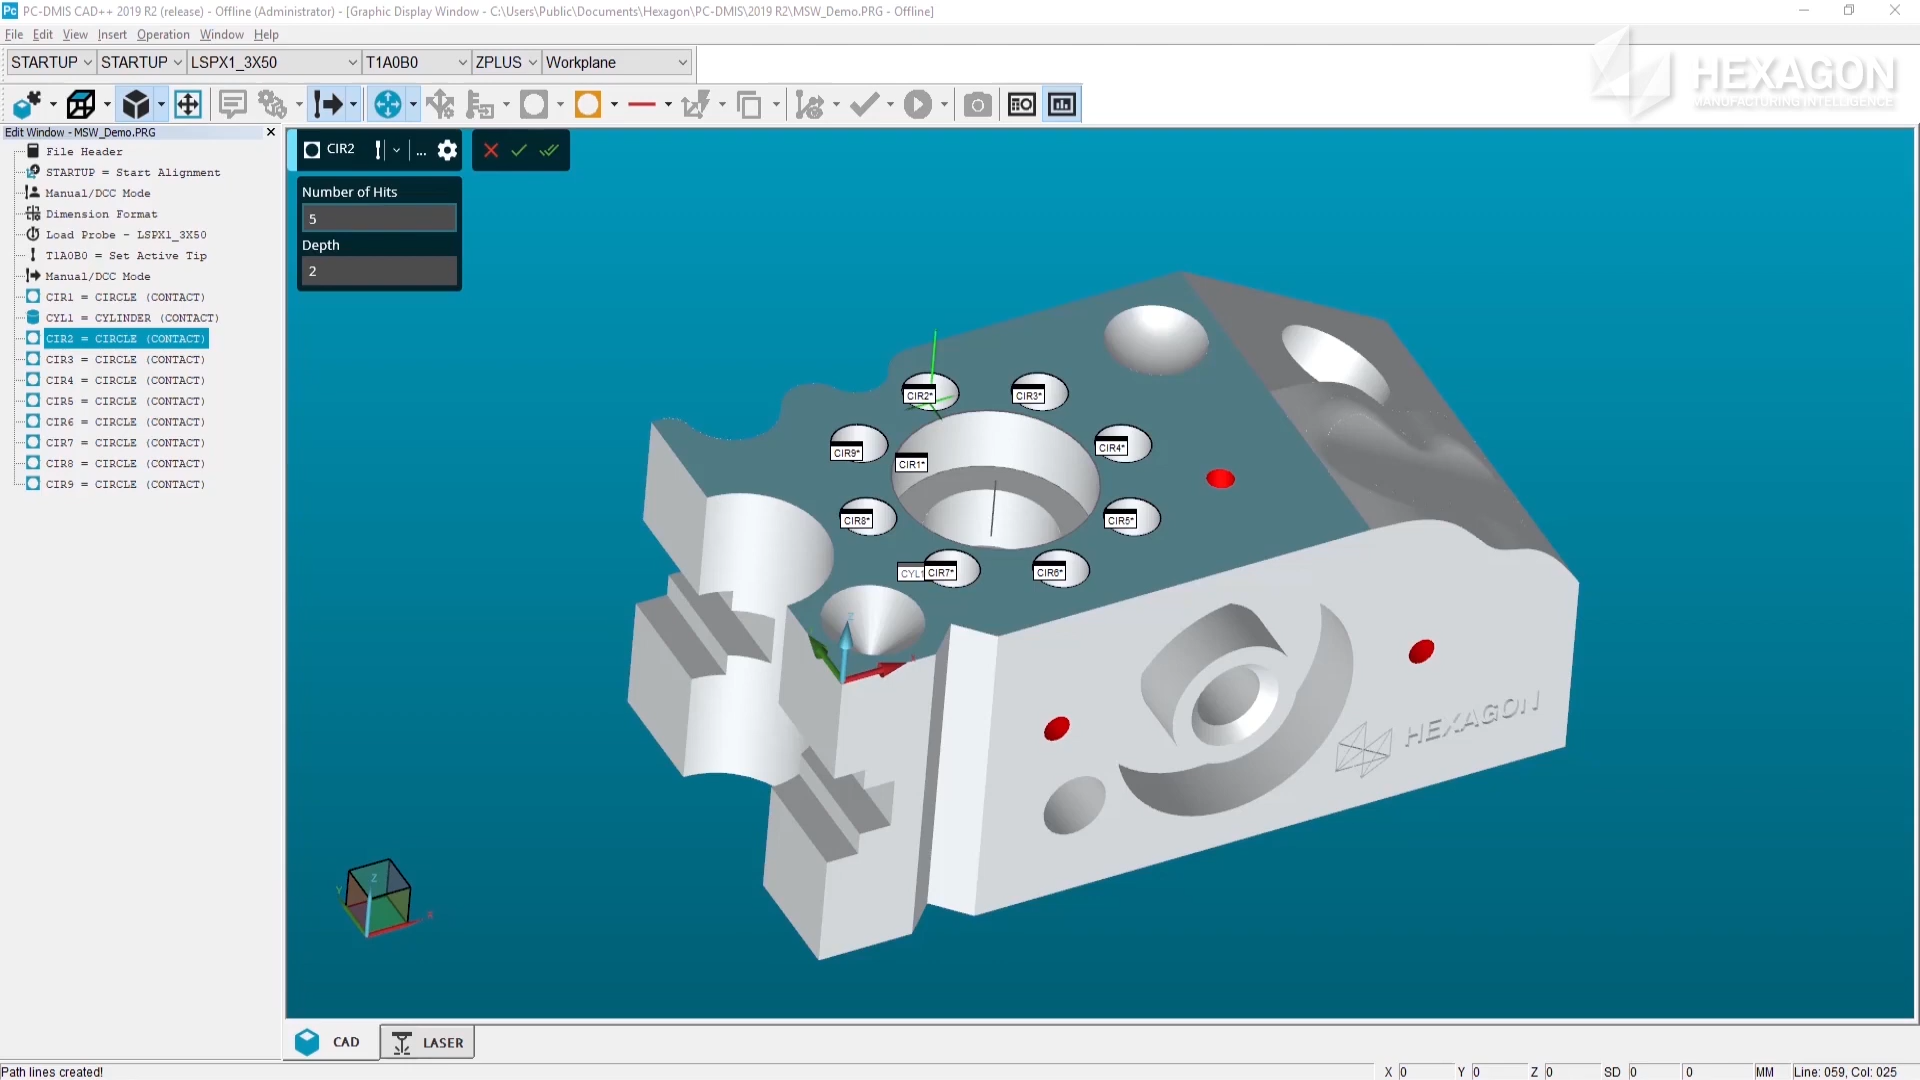 PC-DMIS CAD++ 2019 R2 (release) - Offline (Administrator) - [Graphic Display Window - C:\Users\Public\Documents\Hexagon\PC-DMIS\2019 R2\MSW_Demo.PRG - Offline]
File Edit View Insert Operation Window Help
STARTUP STARTUP LSPX1_3X50 T1A0B0 ZPLUS Workplane
HEXAGON
MANUFACTURING INTELLIGENCE
Edit Window - MSW_Demo.PRG
File Header
STARTUP = Start Alignment
Manual/DCC Mode
Dimension Format
Load Probe - LSPX1_3X50
T1A0B0 = Set Active Tip
Manual/DCC Mode
CIR1 = CIRCLE (CONTACT)
CYL1 = CYLINDER (CONTACT)
CIR2 = CIRCLE (CONTACT)
CIR3 = CIRCLE (CONTACT)
CIR4 = CIRCLE (CONTACT)
CIR5 = CIRCLE (CONTACT)
CIR6 = CIRCLE (CONTACT)
CIR7 = CIRCLE (CONTACT)
CIR8 = CIRCLE (CONTACT)
CIR9 = CIRCLE (CONTACT)
CIR2 ...
Number of Hits
5
Depth
2
CIR2* CIR3*
CIR9* CIR1* CIR4*
CIR8* CIR5*
CYL1 CIR7* CIR6*
HEXAGON
Z
Y
X
CAD LASER
Path lines created!
X 0 Y 0 Z 0 SD 0 0 MM Line: 059, Col: 025